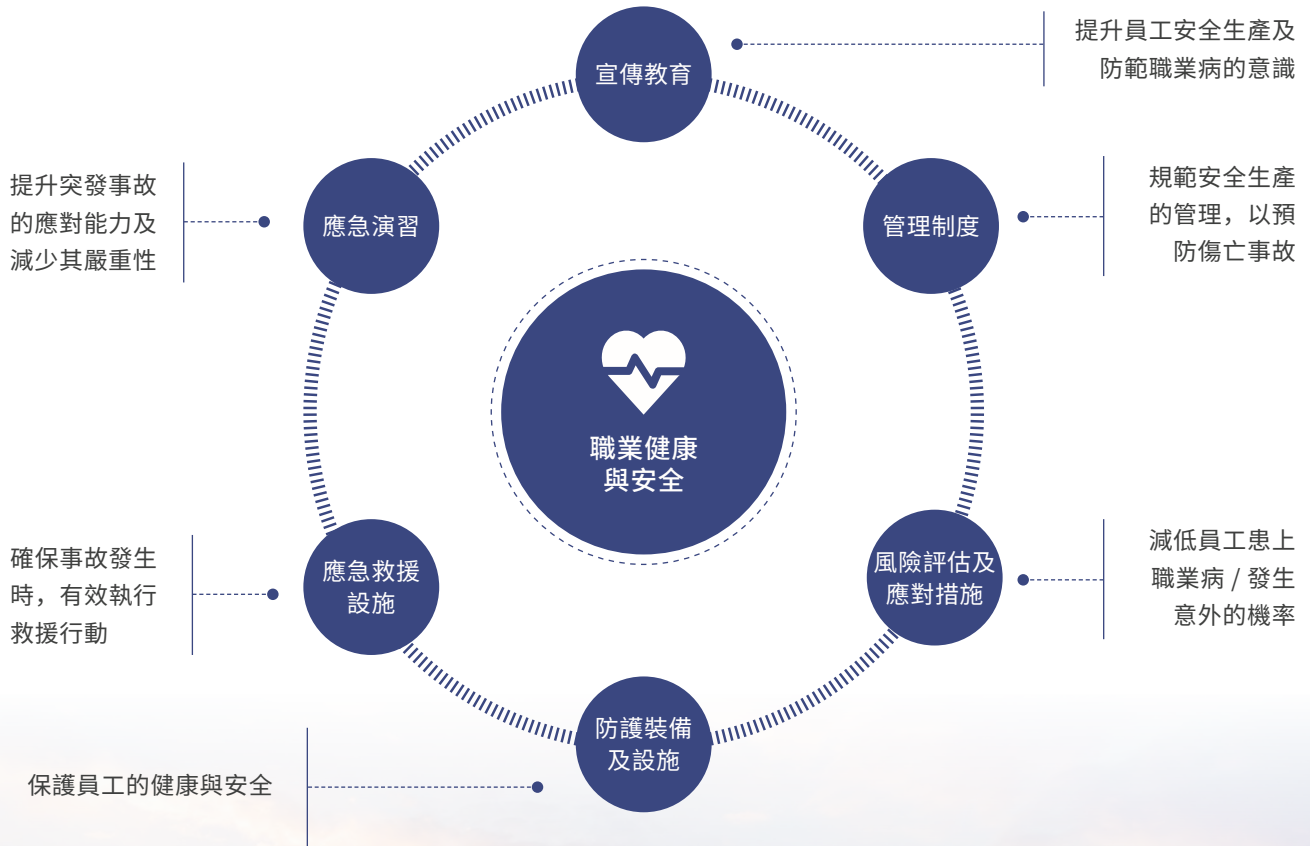 宣傳教育
提升員工安全生產及
防範職業病的意識
管理制度
規範安全生產
的管理，以預
防傷亡事故
風險評估及
應對措施
減低員工患上
職業病 / 發生
意外的機率
防護裝備
及設施
保護員工的健康與安全
應急救援
設施
確保事故發生
時，有效執行
救援行動
應急演習
提升突發事故
的應對能力及
減少其嚴重性
職業健康
與安全